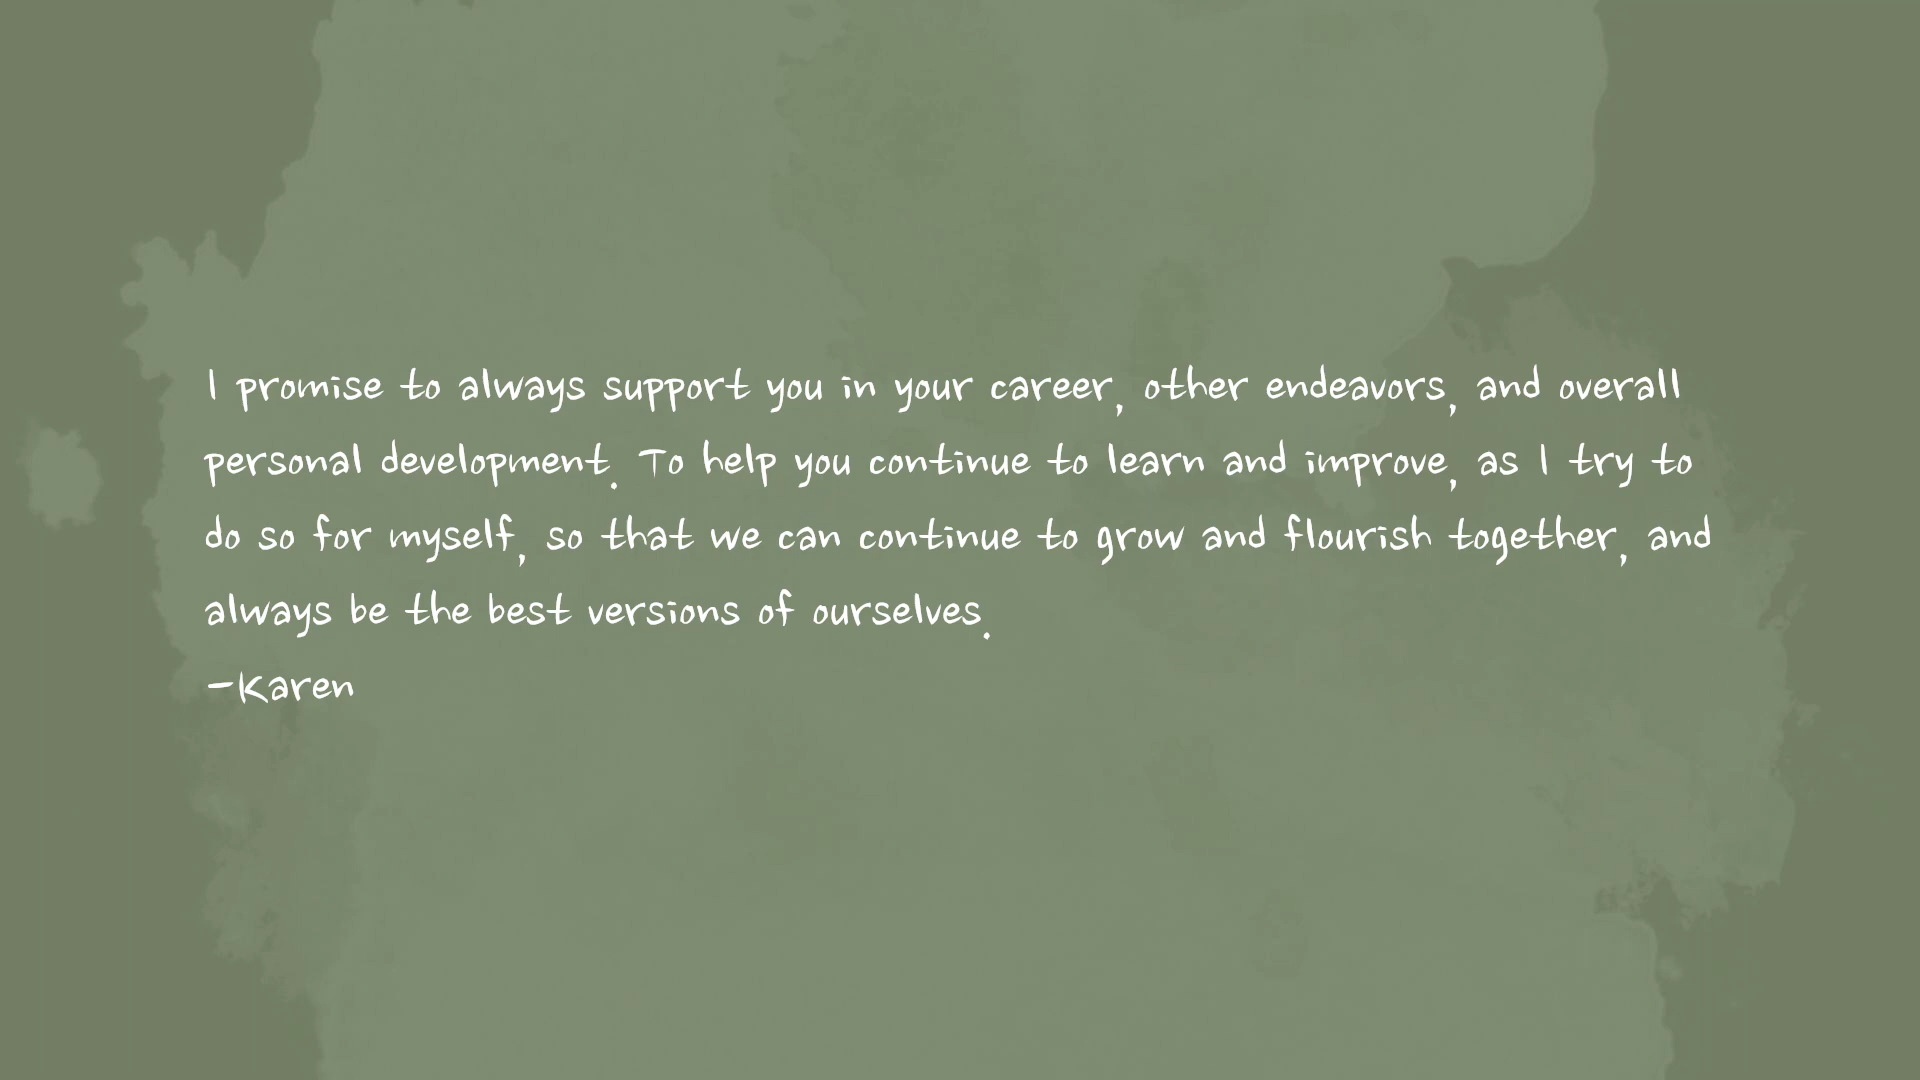 I promise to always support you in your career, other endeavors, and overall
personal development. To help you continue to learn and improve, as I try to
do so for myself, so that we can continue to grow and flourish together, and
always be the best versions of ourselves.
-Karen